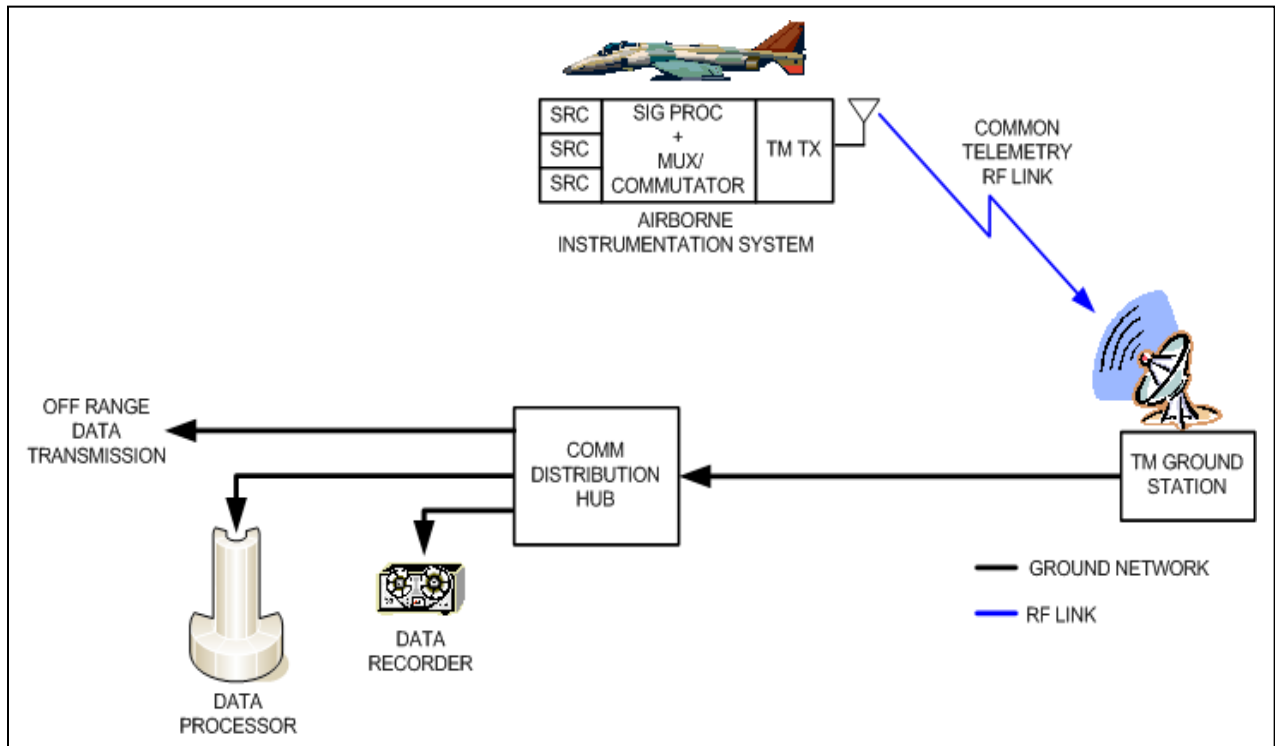 SRC
SRC
SRC
SIG PROC
+
MUX/
COMMUTATOR
TM TX
AIRBORNE
INSTRUMENTATION SYSTEM
COMMON
TELEMETRY
RF LINK
OFF RANGE
DATA
TRANSMISSION
COMM
DISTRIBUTION
HUB
TM GROUND
STATION
GROUND NETWORK
RF LINK
DATA
RECORDER
DATA
PROCESSOR